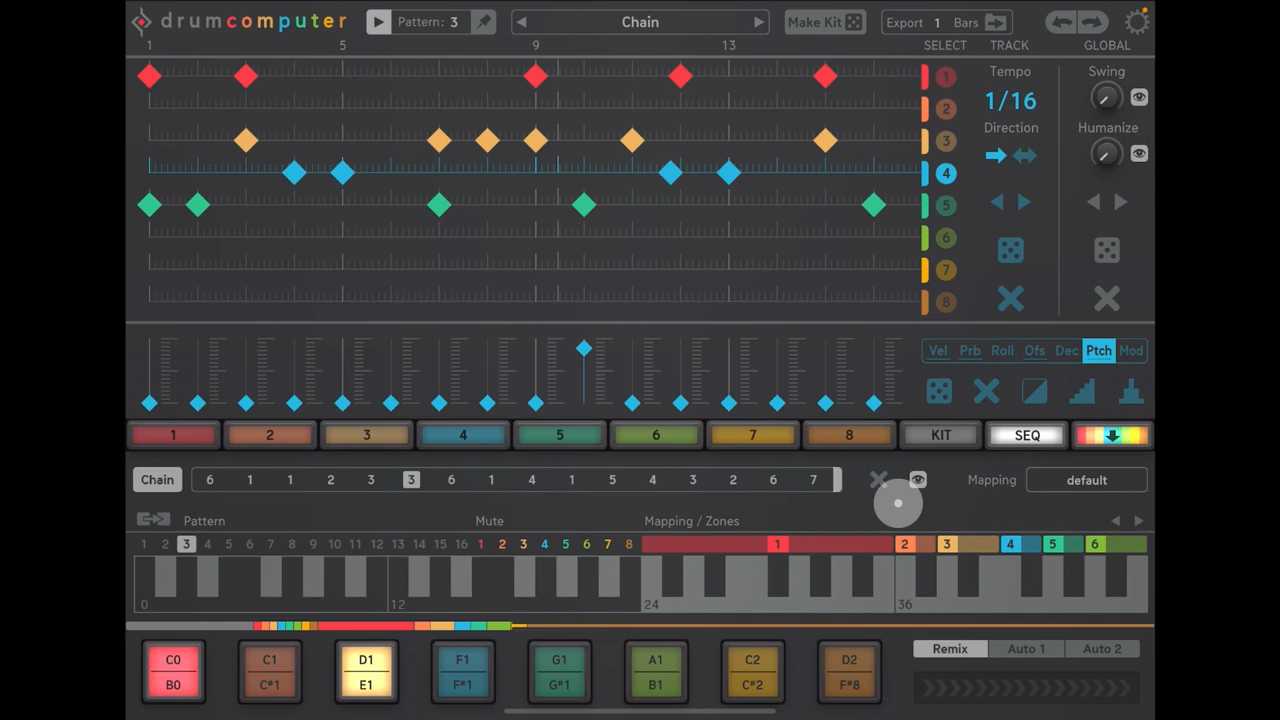 drumcomputer Pattern: 3 Chain Make Kit Export 1 Bars
1 5 9 13 SELECT TRACK GLOBAL
1 Tempo Swing
2 1/16
3 Direction Humanize
4
5
6
7
8
Vel Prb Roll Ofs Dec Ptch Mod
1 2 3 4 5 6 7 8 KIT SEQ
Chain 6 1 1 2 3 3 6 1 4 1 5 4 3 2 6 7 Mapping default
Pattern Mute Mapping / Zones
1 2 3 4 5 6 7 8 9 10 11 12 13 14 15 16 1 2 3 4 5 6 7 8 1 2 3 4 5 6
0 12 24 36
C0 C1 D1 F1 G1 A1 C2 D2 Remix Auto 1 Auto 2
B0 C#1 E1 F#1 G#1 B1 C#2 F#8